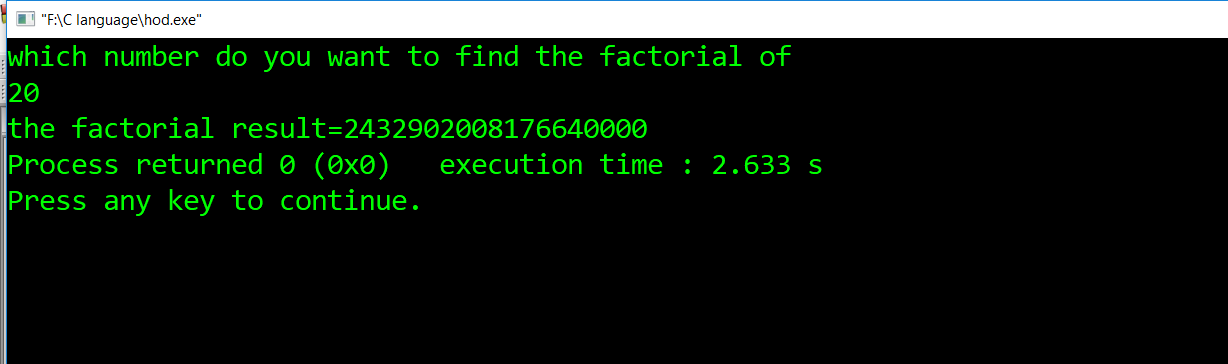 "F:\C language\hod.exe"
which number do you want to find the factorial of
20
the factorial result=2432902008176640000
Process returned 0 (0x0)   execution time : 2.633 s
Press any key to continue.